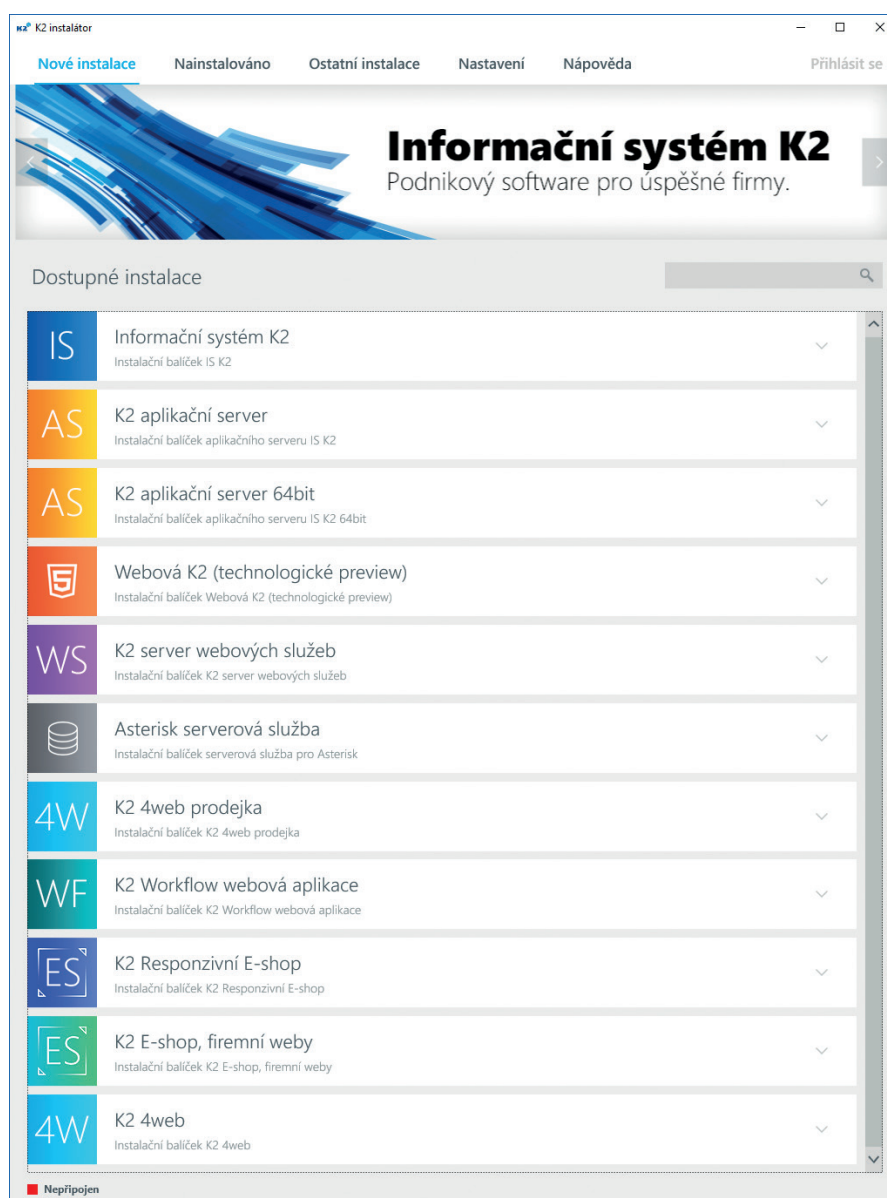 K2 K2 instalátor
Nové instalace Nainstalováno Ostatní instalace Nastavení Nápověda Přihlásit se
Informační systém K2
Podnikový software pro úspěšné firmy.
Dostupné instalace
IS Informační systém K2
Instalační balíček IS K2
AS K2 aplikační server
Instalační balíček aplikačního serveru IS K2
AS K2 aplikační server 64bit
Instalační balíček aplikačního serveru IS K2 64bit
5 Webová K2 (technologické preview)
Instalační balíček Webová K2 (technologické preview)
WS K2 server webových služeb
Instalační balíček K2 server webových služeb
Asterisk serverová služba
Instalační balíček serverová služba pro Asterisk
4W K2 4web prodejka
Instalační balíček K2 4web prodejka
WF K2 Workflow webová aplikace
Instalační balíček K2 Workflow webová aplikace
ES K2 Responzivní E-shop
Instalační balíček K2 Responzivní E-shop
ES K2 E-shop, firemní weby
Instalační balíček K2 E-shop, firemní weby
4W K2 4web
Instalační balíček K2 4web
Nepřipojen